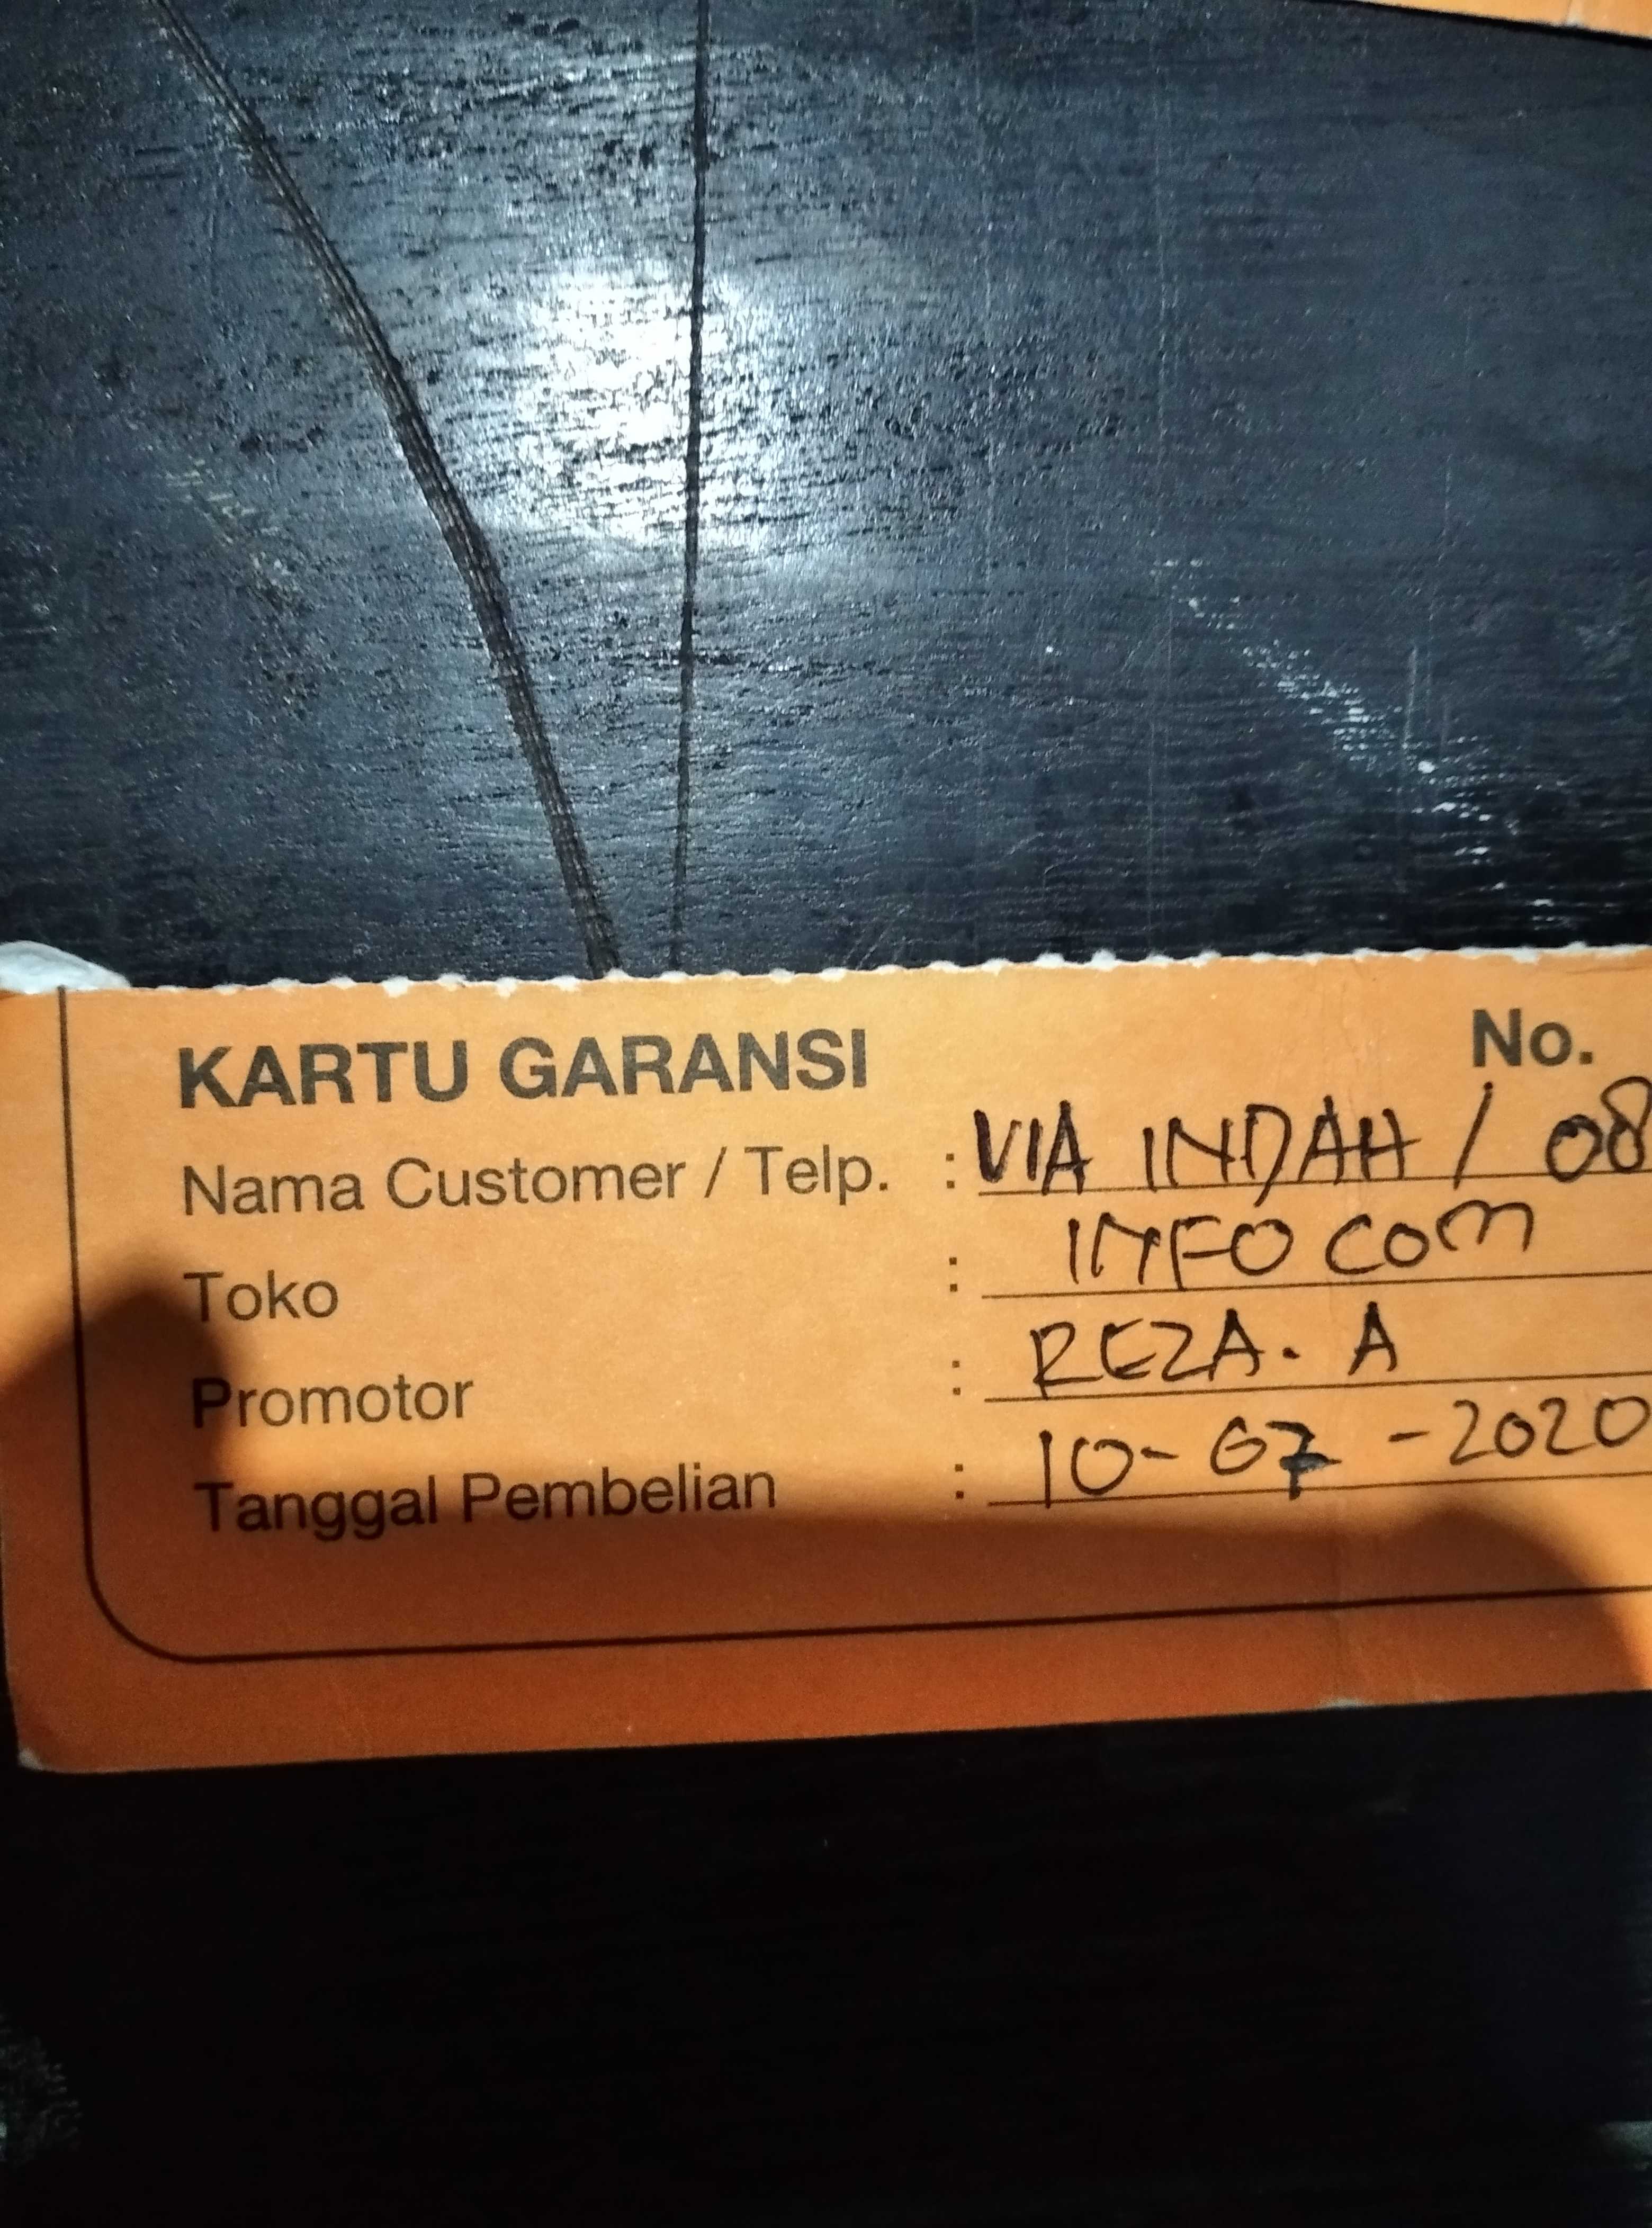 KARTU GARANSI No.
Nama Customer / Telp. : VIA INDAH / 08
Toko : INFO COM
Promotor : REZA. A
Tanggal Pembelian : 10-07-2020